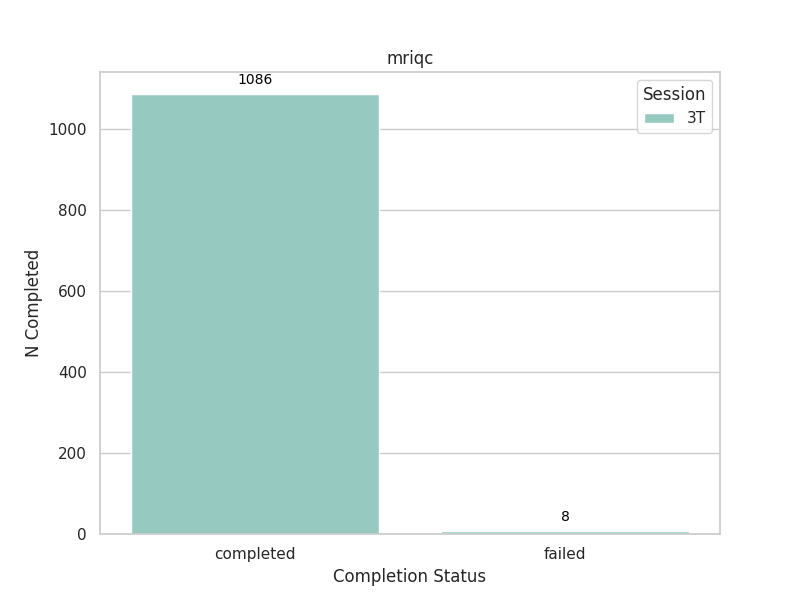 mriqc
1086
Session
3T
1000
800
600
400
200
0
N Completed
8
completed
failed
Completion Status